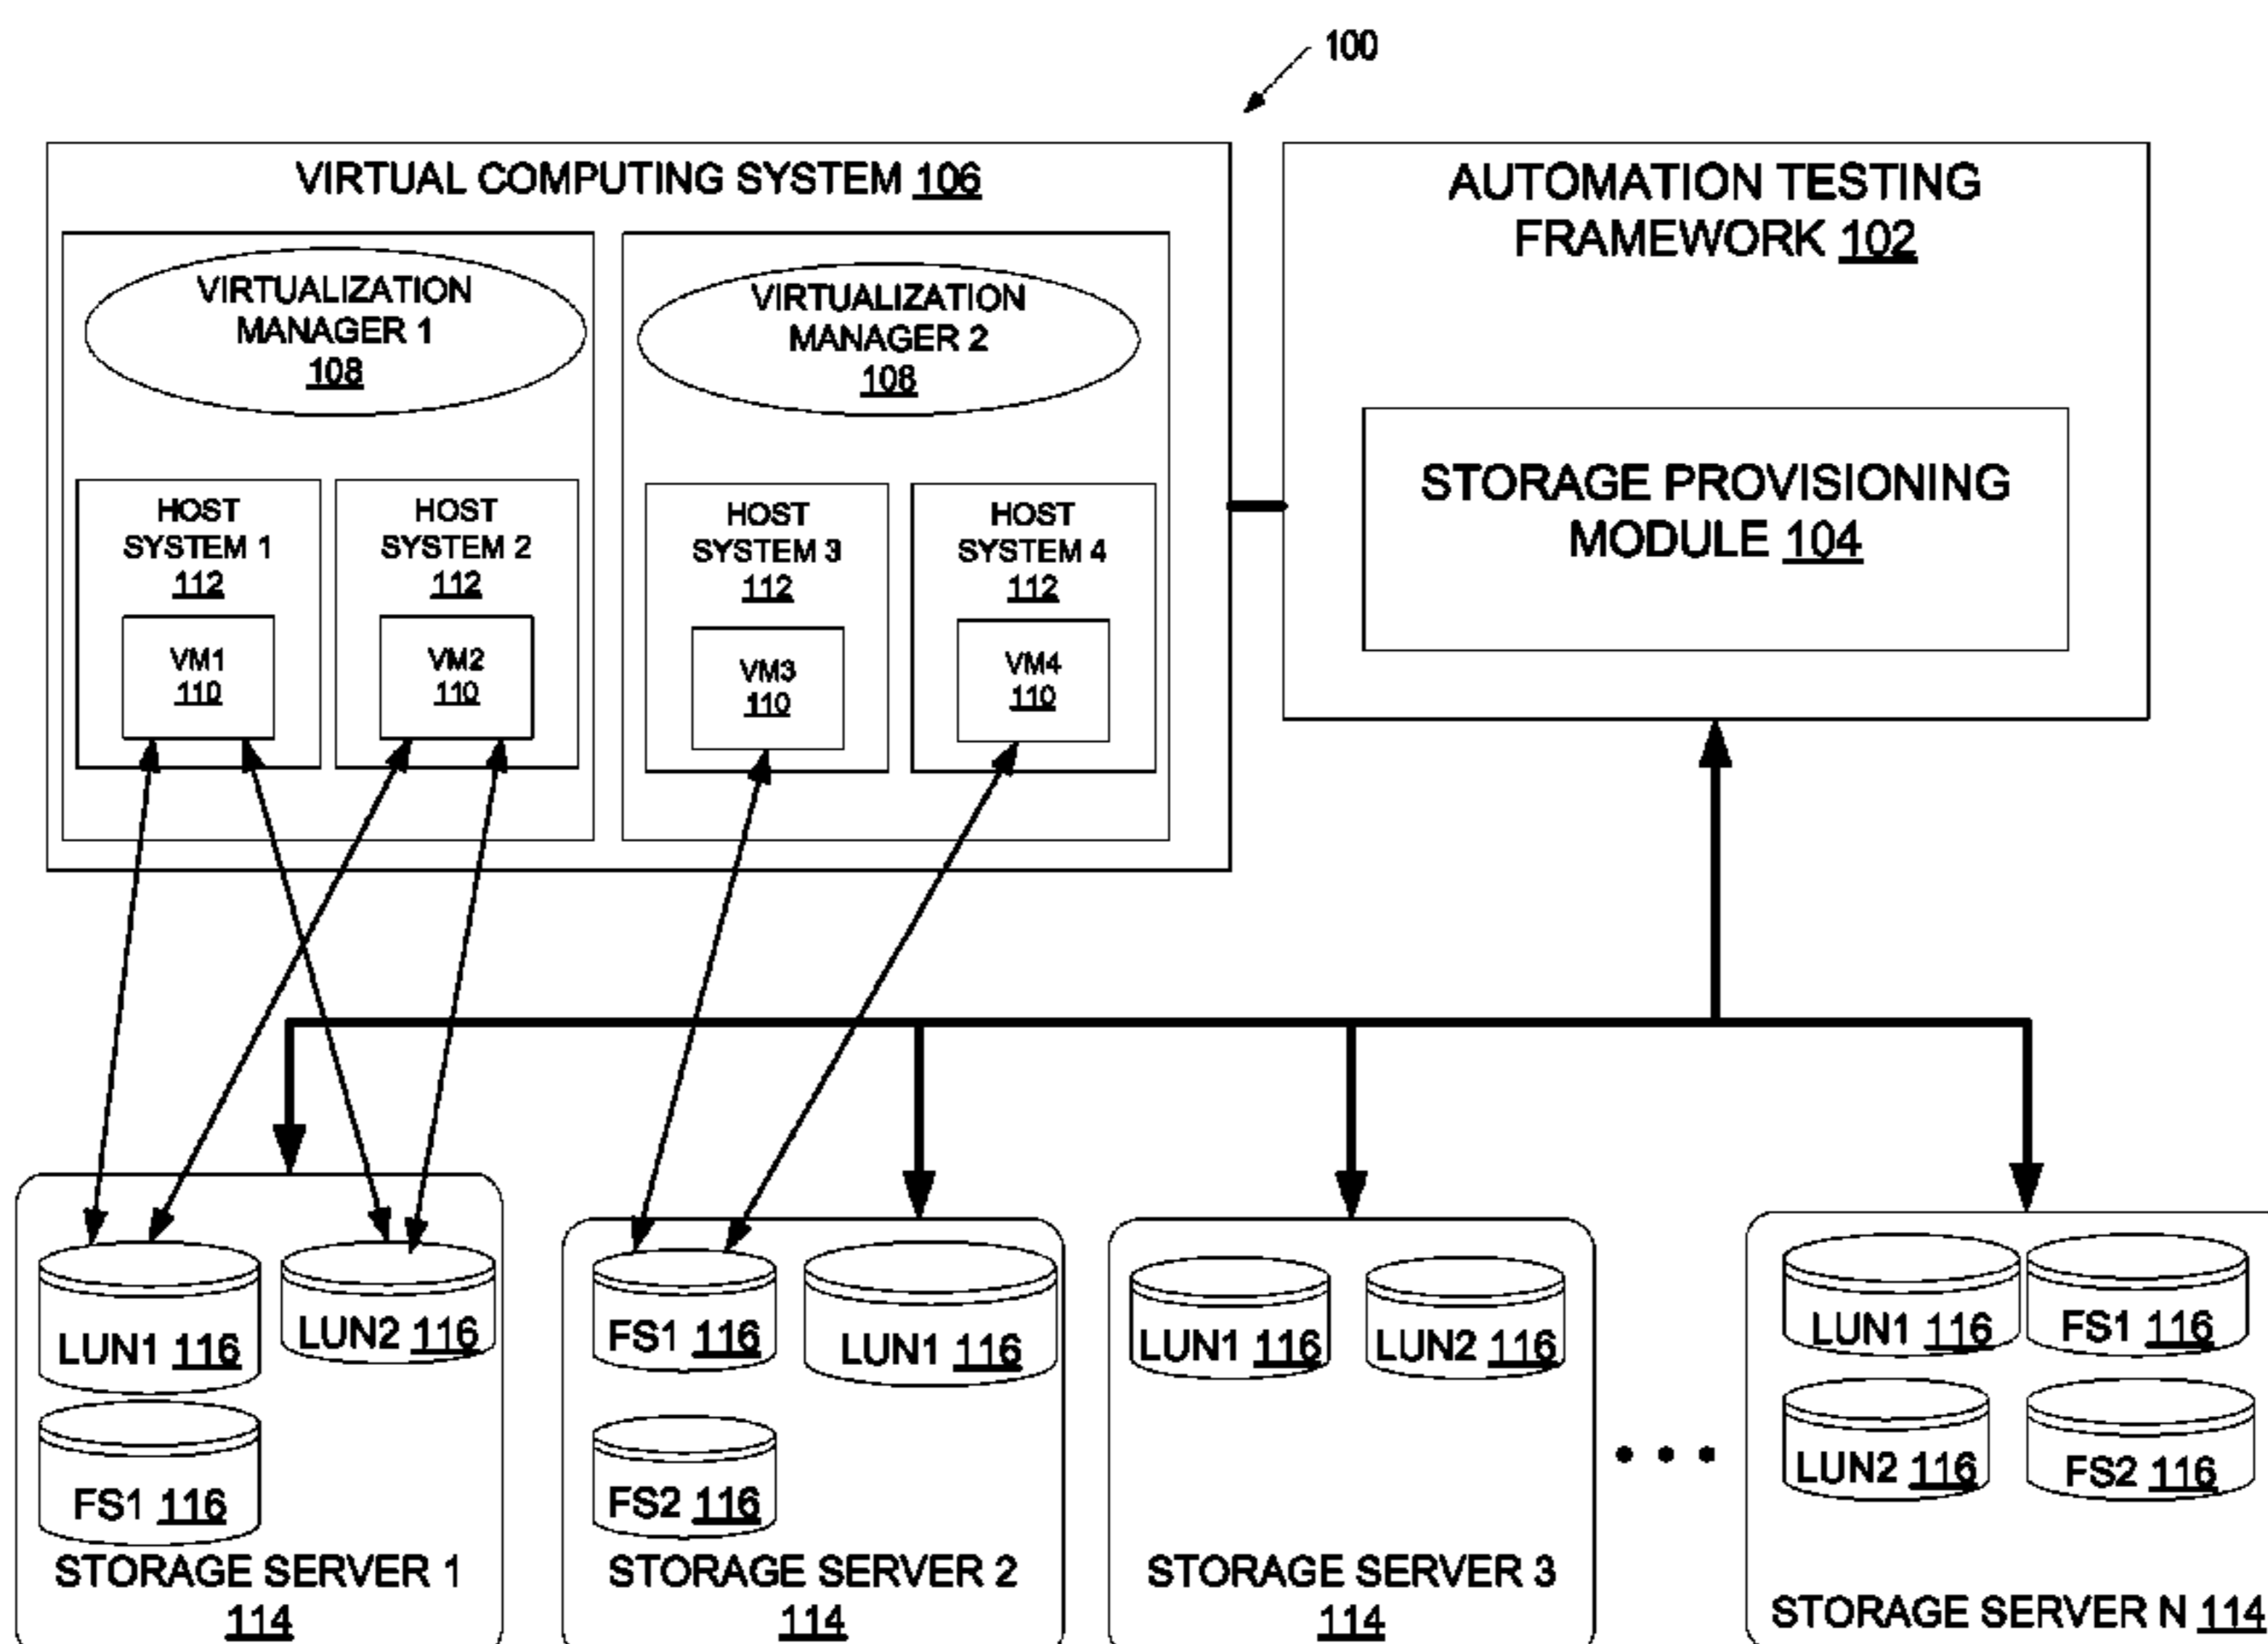 100
VIRTUAL COMPUTING SYSTEM 106
VIRTUALIZATION
MANAGER 1
108
VIRTUALIZATION
MANAGER 2
108
HOST
SYSTEM 1
112
VM1
110
HOST
SYSTEM 2
112
VM2
110
HOST
SYSTEM 3
112
VM3
110
HOST
SYSTEM 4
112
VM4
110
AUTOMATION TESTING
FRAMEWORK 102
STORAGE PROVISIONING
MODULE 104
LUN1 116
LUN2 116
FS1 116
STORAGE SERVER 1
114
FS1 116
LUN1 116
FS2 116
STORAGE SERVER 2
114
LUN1 116
LUN2 116
STORAGE SERVER 3
114
LUN1 116
FS1 116
LUN2 116
FS2 116
STORAGE SERVER N 114